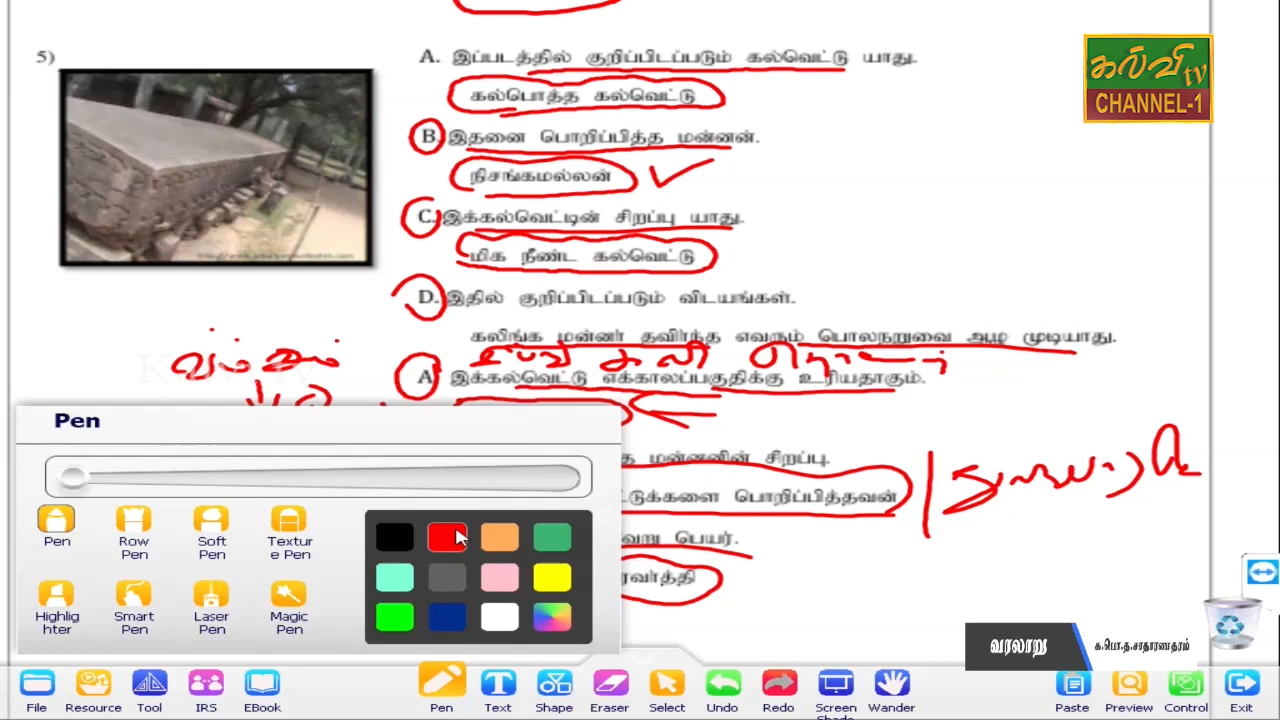 5)
A. இப்படத்தில் குறிப்பிடப்படும் கல்வெட்டு யாது.
கல்பொத்த கல்வெட்டு
B. இதனை பொறிப்பித்த மன்னன்.
நிசங்கமல்லன்
C. இக்கல்வெட்டின் சிறப்பு யாது.
மிக நீண்ட கல்வெட்டு
D. இதில் குறிப்பிடப்படும் விடயங்கள்.
கலிங்க மன்னர் தவிர்ந்த எவரும் பொலநறுவை ஆழ முடியாது.
A இக்கல்வெட்டு எக்காலப்பகுதிக்கு உரியதாகும்.
மன்னனின் சிறப்பு.
டுக்களை பொறிப்பித்தவன்
வேறு பெயர்.
ரவர்த்தி
கல்வி tv
CHANNEL-1
Pen
Pen
Row Pen
Soft Pen
Textur e Pen
Highlig hter
Smart Pen
Laser Pen
Magic Pen
வரலாறு
க.பொ.த.சாதாரணதரம்
File
Resource
Tool
IRS
EBook
Pen
Text
Shape
Eraser
Select
Undo
Redo
Screen
Wander
Paste
Preview
Control
Exit